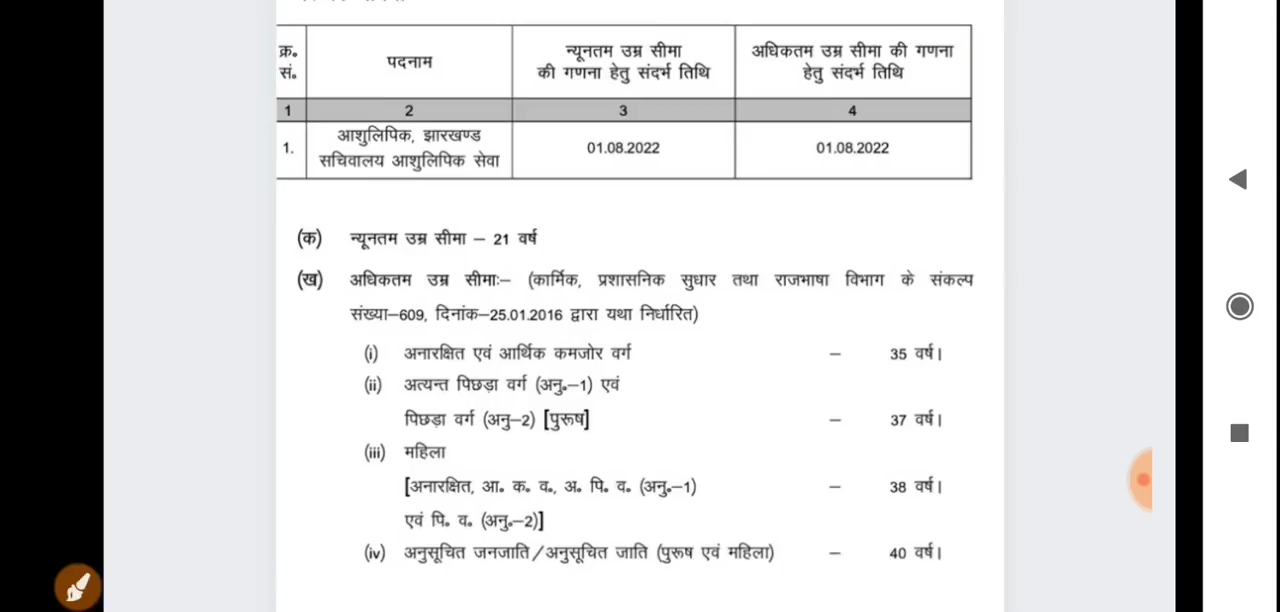 क्र॰ सं॰ पदनाम न्यूनतम उम्र सीमा की गणना हेतु संदर्भ तिथि अधिकतम उम्र सीमा की गणना हेतु संदर्भ तिथि
1 2 3 4
1. आशुलिपिक, झारखण्ड सचिवालय आशुलिपिक सेवा 01.08.2022 01.08.2022
(क) न्यूनतम उम्र सीमा – 21 वर्ष
(ख) अधिकतम उम्र सीमाः– (कार्मिक, प्रशासनिक सुधार तथा राजभाषा विभाग के संकल्प
संख्या–609, दिनांक–25.01.2016 द्वारा यथा निर्धारित)
(i) अनारक्षित एवं आर्थिक कमजोर वर्ग – 35 वर्ष।
(ii) अत्यन्त पिछड़ा वर्ग (अनु॰–1) एवं
पिछड़ा वर्ग (अनु–2) [पुरूष] – 37 वर्ष।
(iii) महिला
[अनारक्षित, आ॰ क॰ व॰, अ॰ पि॰ व॰ (अनु॰–1) – 38 वर्ष।
एवं पि॰ व॰ (अनु॰–2)]
(iv) अनुसूचित जनजाति/अनुसूचित जाति (पुरूष एवं महिला) – 40 वर्ष।